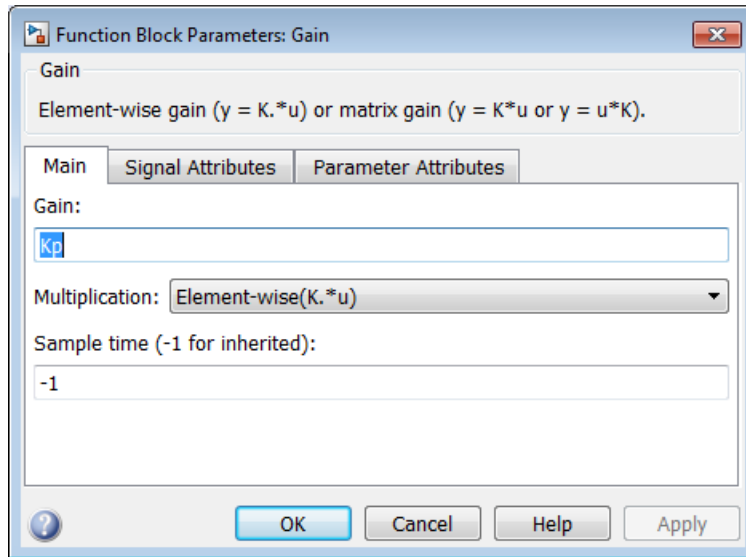 Function Block Parameters: Gain
Gain
Element-wise gain (y = K.*u) or matrix gain (y = K*u or y = u*K).
Main Signal Attributes Parameter Attributes
Gain:
Kp
Multiplication: Element-wise(K.*u)
Sample time (-1 for inherited):
-1
? OK Cancel Help Apply